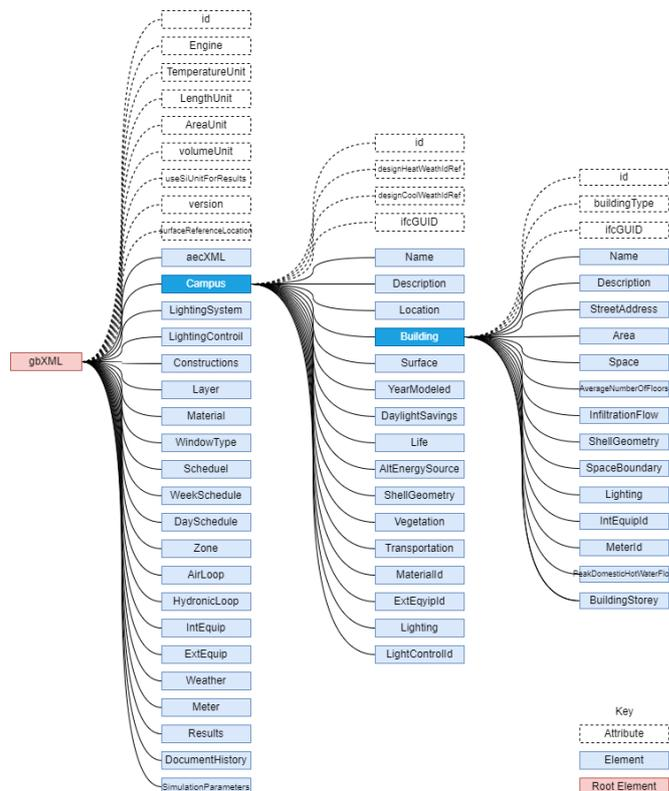 gbXML
id
Engine
TemperatureUnit
LengthUnit
AreaUnit
volumeUnit
useSiUnitForResults
version
surfaceReferenceLocation
aecXML
Campus
LightingSystem
LightingControil
Constructions
Layer
Material
WindowType
Scheduel
WeekSchedule
DaySchedule
Zone
AirLoop
HydronicLoop
IntEquip
ExtEquip
Weather
Meter
Results
DocumentHistory
SimulationParameters
id
designHeatWeathIdRef
designCoolWeathIdRef
ifcGUID
Name
Description
Location
Building
Surface
YearModeled
DaylightSavings
Life
AltEnergySource
ShellGeometry
Vegetation
Transportation
MaterialId
ExtEqyipId
Lighting
LightControlId
id
buildingType
ifcGUID
Name
Description
StreetAddress
Area
Space
AverageNumberOfFloors
InfiltrationFlow
ShellGeometry
SpaceBoundary
Lighting
IntEquipId
MeterId
PeakDomesticHotWaterFlow
BuildingStorey
Key
Attribute
Element
Root Element